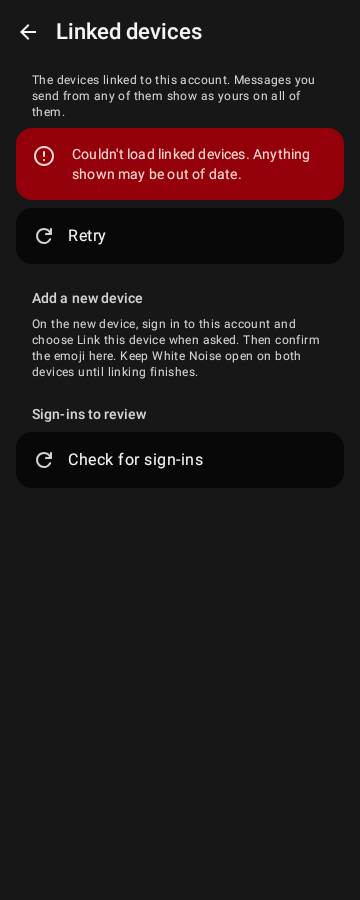 Linked devices
The devices linked to this account. Messages you
send from any of them show as yours on all of
them.
Couldn't load linked devices. Anything
shown may be out of date.
Retry
Add a new device
On the new device, sign in to this account and
choose Link this device when asked. Then confirm
the emoji here. Keep White Noise open on both
devices until linking finishes.
Sign-ins to review
Check for sign-ins